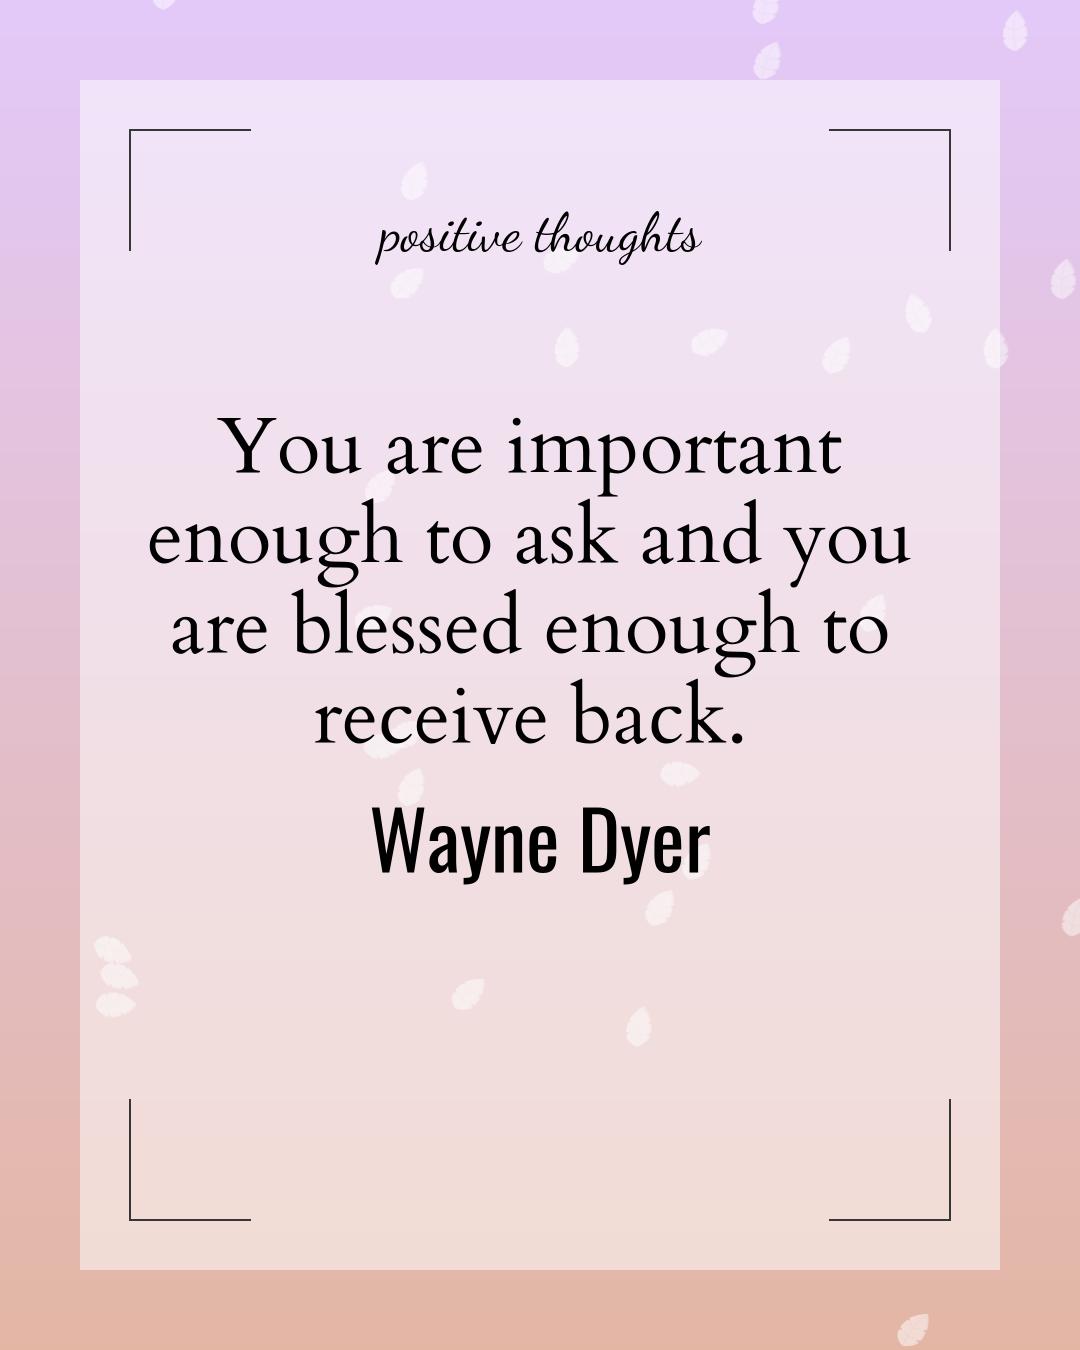 positive thoughts
You are important
enough to ask and you
are blessed enough to
receive back.
Wayne Dyer